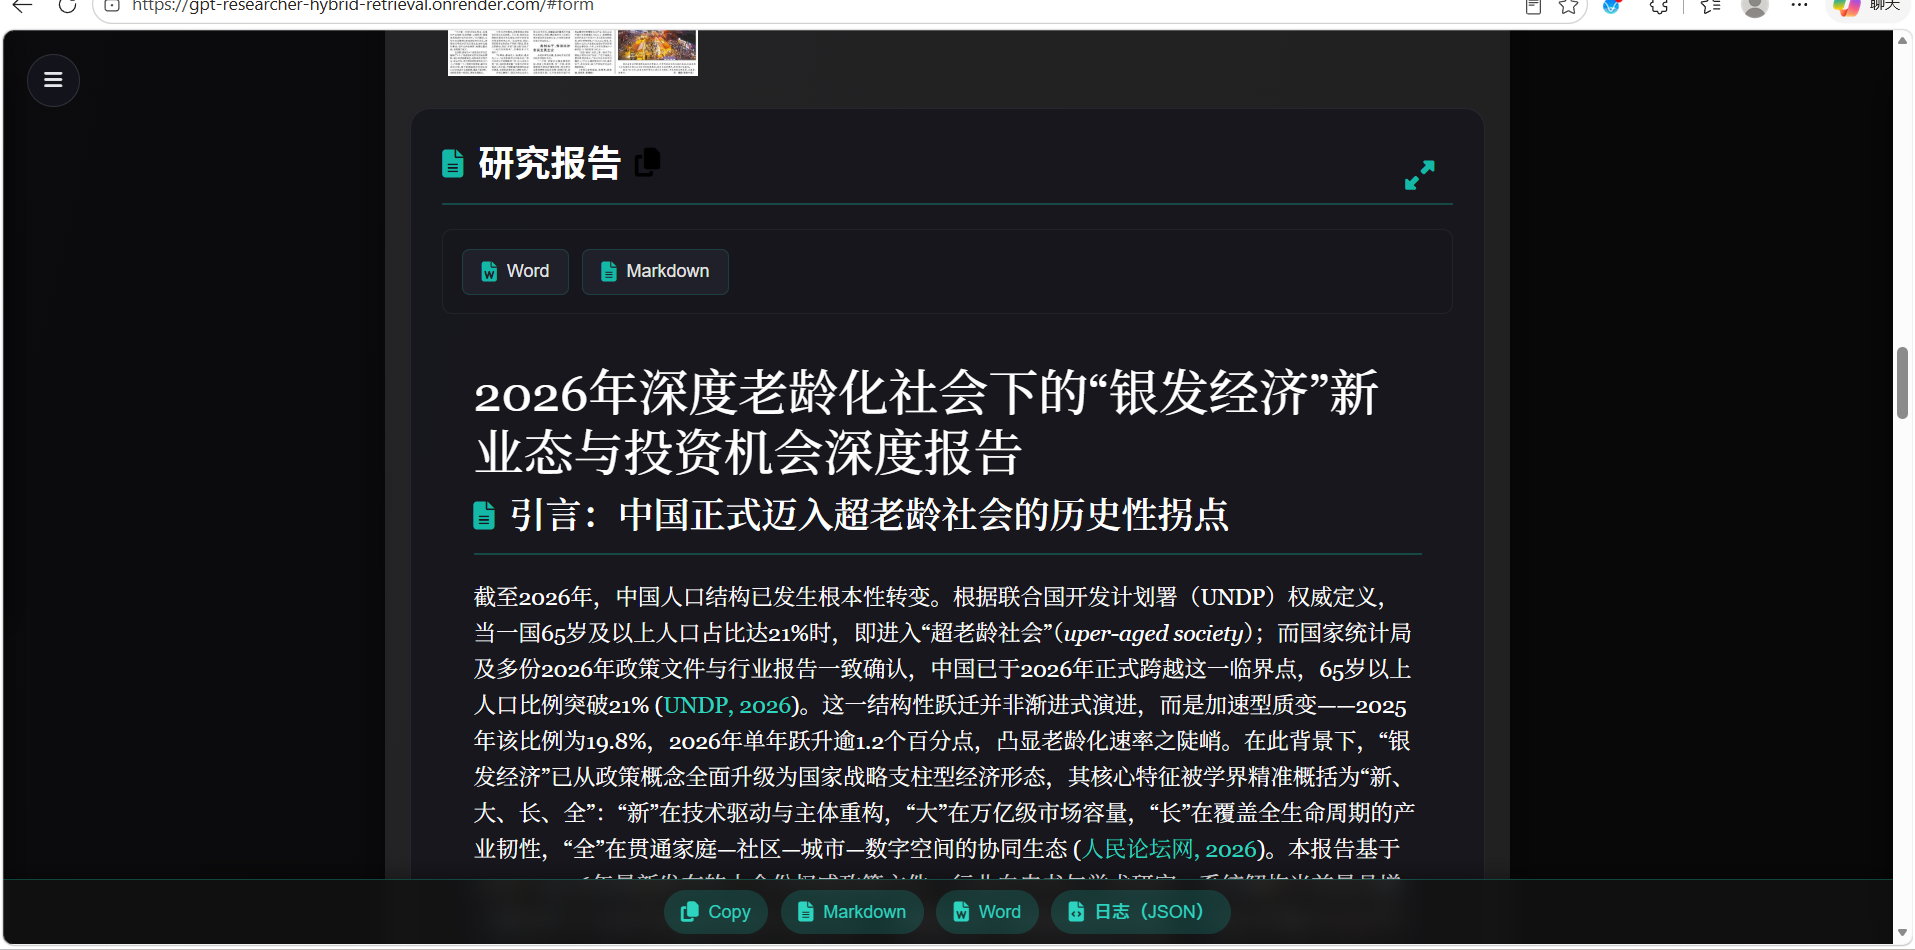 https://gpt-researcher-hybrid-retrieval.onrender.com/#form
聊天
研究报告
Word
Markdown
2026年深度老龄化社会下的“银发经济”新
业态与投资机会深度报告
引言：中国正式迈入超老龄社会的历史性拐点
截至2026年，中国人口结构已发生根本性转变。根据联合国开发计划署（UNDP）权威定义，
当一国65岁及以上人口占比达21%时，即进入“超老龄社会”（uper-aged society）；而国家统计局
及多份2026年政策文件与行业报告一致确认，中国已于2026年正式跨越这一临界点，65岁以上
人口比例突破21% (UNDP, 2026)。这一结构性跃迁并非渐进式演进，而是加速型质变——2025
年该比例为19.8%，2026年单年跃升逾1.2个百分点，凸显老龄化速率之陡峭。在此背景下，“银
发经济”已从政策概念全面升级为国家战略支柱型经济形态，其核心特征被学界精准概括为“新、
大、长、全”：“新”在技术驱动与主体重构，“大”在万亿级市场容量，“长”在覆盖全生命周期的产
业韧性，“全”在贯通家庭—社区—城市—数字空间的协同生态 (人民论坛网, 2026)。本报告基于
Copy
Markdown
Word
日志（JSON）